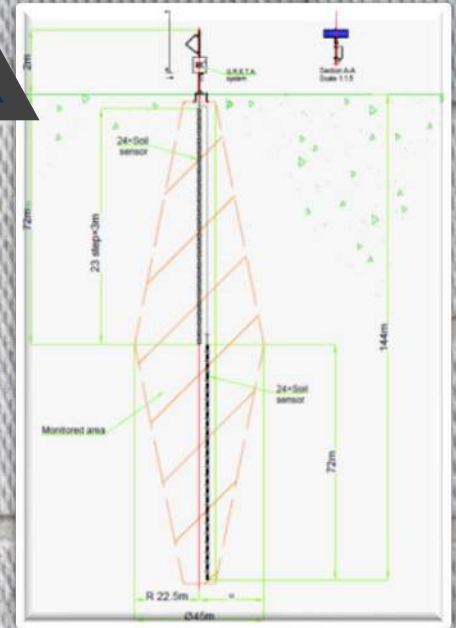 2m
G.R.E.T.A.
system
Section A-A
Scale 1:1.5
24×Soil
sensor
72m
23 step×3m
144m
24×Soil
sensor
Monitored area
72m
R 22.5m
=
Ø45m